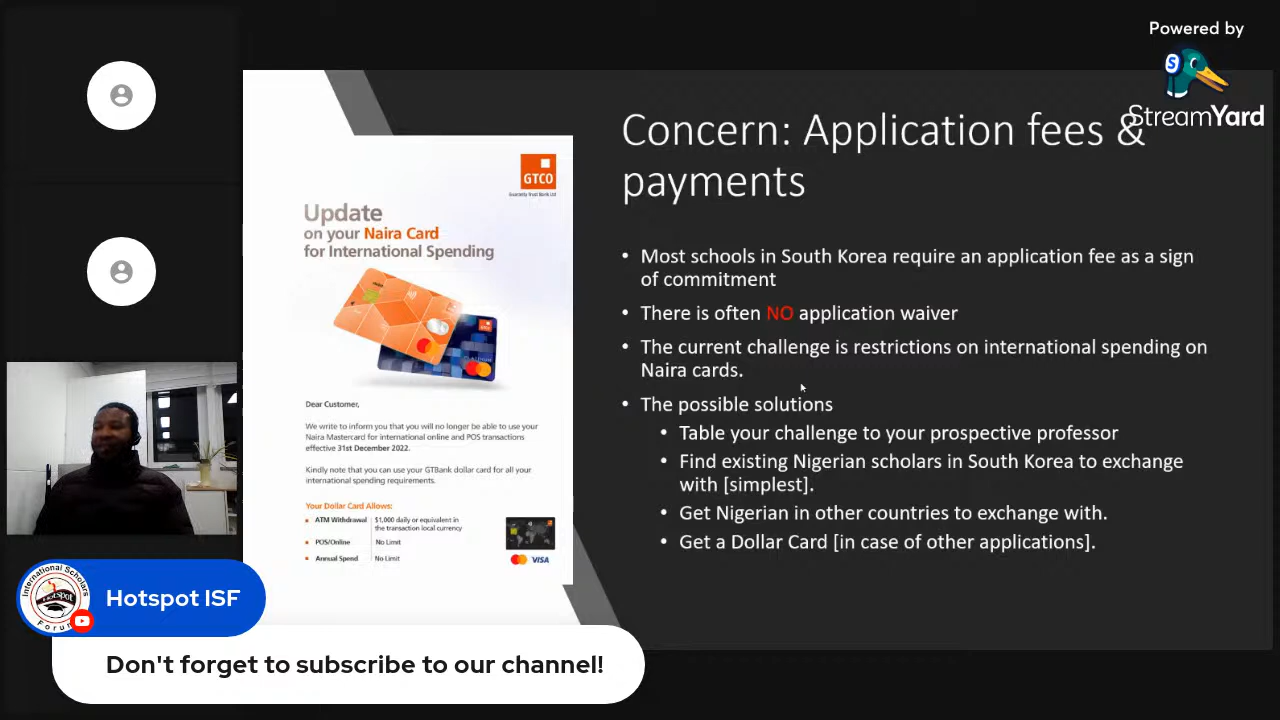 Powered by
StreamYard
Concern: Application fees &
payments
GTCO
Guaranty Trust Bank Ltd
Update
on your Naira Card
for International Spending
Dear Customer,
We write to inform you that you will no longer be able to use your
Naira Mastercard for international online and POS transactions
effective 31st December 2022.
Kindly note that you can use your GTBank dollar card for all your
international spending requirements.
Your Dollar Card Allows:
ATM Withdrawal $1,000 daily or equivalent in
the transaction local currency
POS/Online No Limit
Annual Spend No Limit
VISA
• Most schools in South Korea require an application fee as a sign
of commitment
• There is often NO application waiver
• The current challenge is restrictions on international spending on
Naira cards.
• The possible solutions
• Table your challenge to your prospective professor
• Find existing Nigerian scholars in South Korea to exchange
with [simplest].
• Get Nigerian in other countries to exchange with.
• Get a Dollar Card [in case of other applications].
International Scholars
HotSpot
Forum
Hotspot ISF
Don't forget to subscribe to our channel!